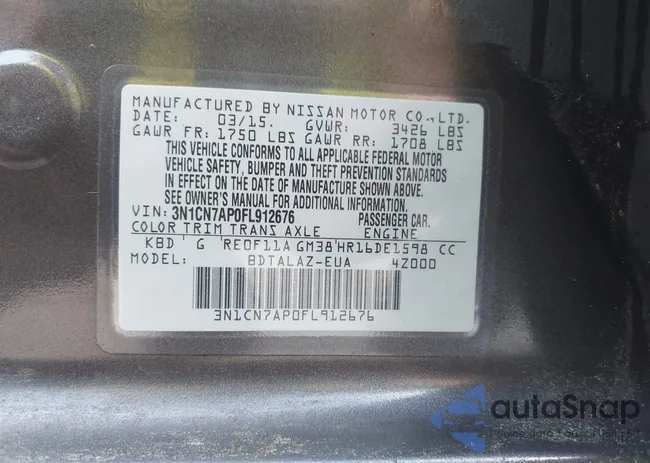 MANUFACTURED BY NISSAN MOTOR CO.,LTD.
DATE: 03/15. GVWR: 3426 LBS
GAWR FR: 1750 LBS GAWR RR: 1708 LBS
THIS VEHICLE CONFORMS TO ALL APPLICABLE FEDERAL MOTOR
VEHICLE SAFETY, BUMPER AND THEFT PREVENTION STANDARDS
IN EFFECT ON THE DATE OF MANUFACTURE SHOWN ABOVE.
SEE OWNER'S MANUAL FOR ADDITIONAL INFORMATION.
VIN: 3N1CN7AP0FL912676 PASSENGER CAR.
COLOR TRIM TRANS AXLE ENGINE
KBD G RE0F11A GM38 HR16DE1598 CC
MODEL: BDTALAZ-EUA 4Z000
3N1CN7AP0FL912676
autoSnap